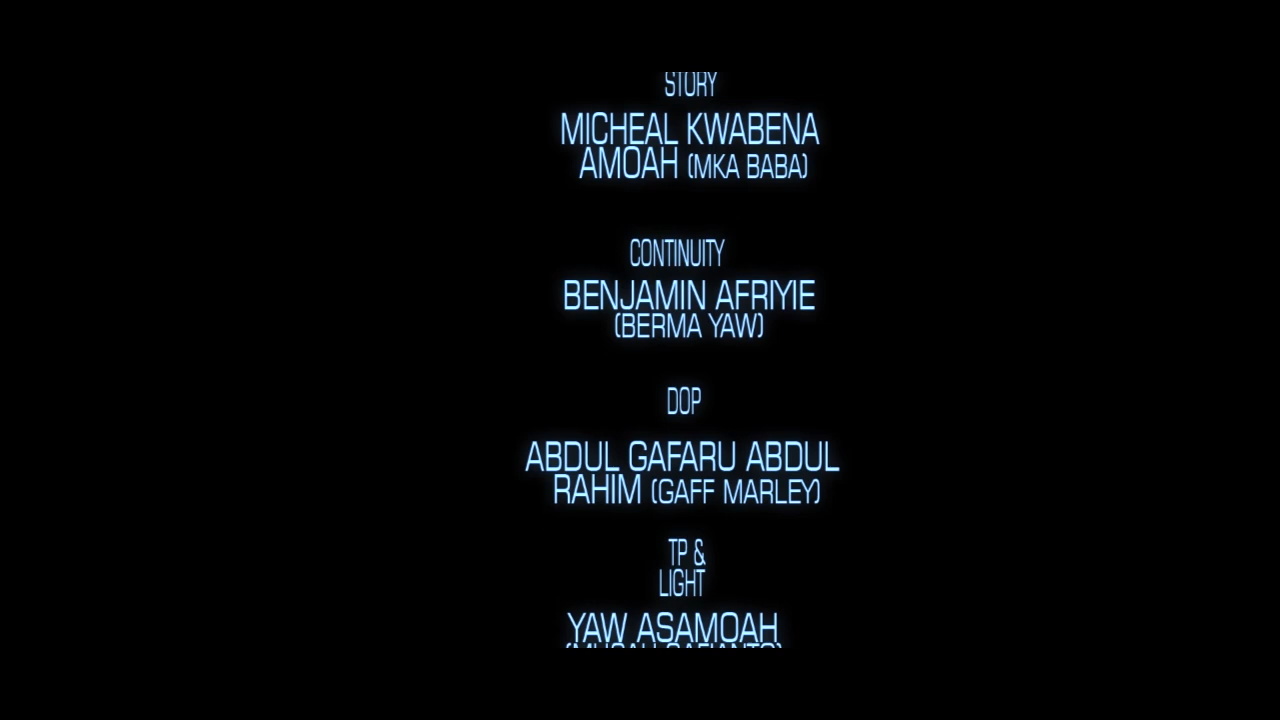 STORY
MICHEAL KWABENA
AMOAH (MKA BABA)
CONTINUITY
BENJAMIN AFRIYIE
(BERMA YAW)
DOP
ABDUL GAFARU ABDUL
RAHIM (GAFF MARLEY)
TP &
LIGHT
YAW ASAMOAH